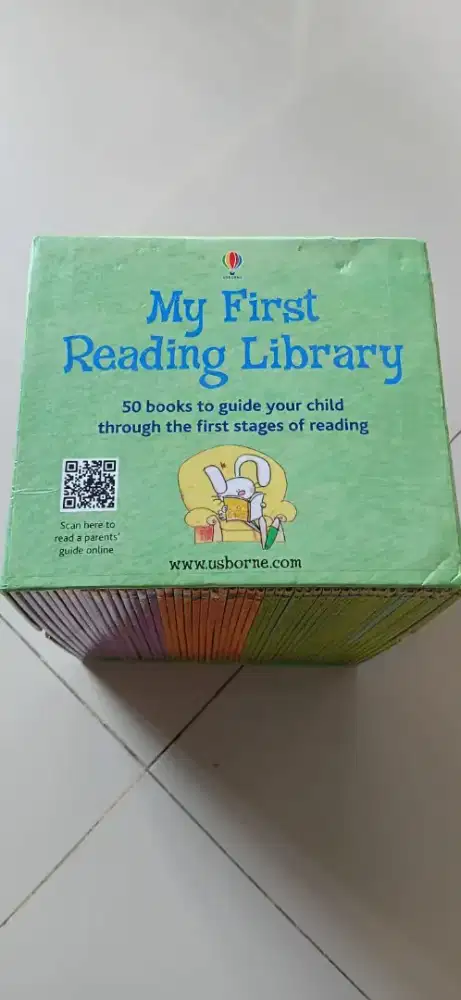 USBORNE
My First
Reading Library
50 books to guide your child
through the first stages of reading
Scan here to
read a parents'
guide online
www.usborne.com